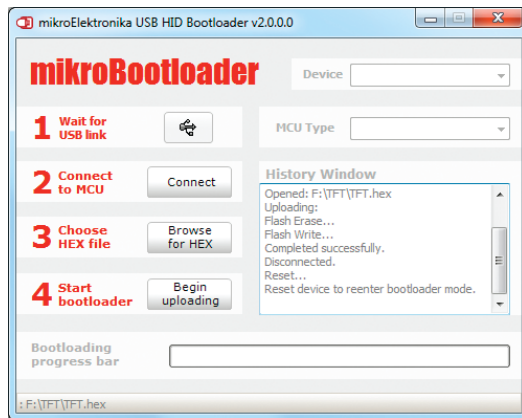 mikroElektronika USB HID Bootloader v2.0.0.0
mikroBootloader
Device
1 Wait for
USB link
MCU Type
2 Connect
to MCU
Connect
3 Choose
HEX file
Browse
for HEX
4 Start
bootloader
Begin
uploading
History Window
Opened: F:\TFT\TFT.hex
Uploading:
Flash Erase...
Flash Write...
Completed successfully.
Disconnected.
Reset...
Reset device to reenter bootloader mode.
Bootloading
progress bar
: F:\TFT\TFT.hex